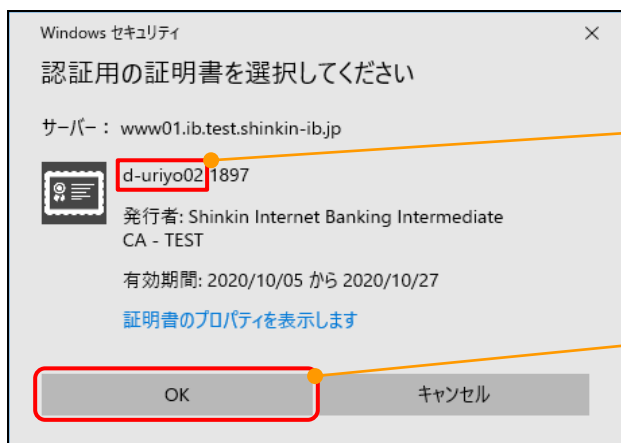 Windows セキュリティ
認証用の証明書を選択してください
サーバー： www01.ib.test.shinkin-ib.jp
d-uriyo02 1897
発行者: Shinkin Internet Banking Intermediate
CA - TEST
有効期間: 2020/10/05 から 2020/10/27
証明書のプロパティを表示します
OK キャンセル